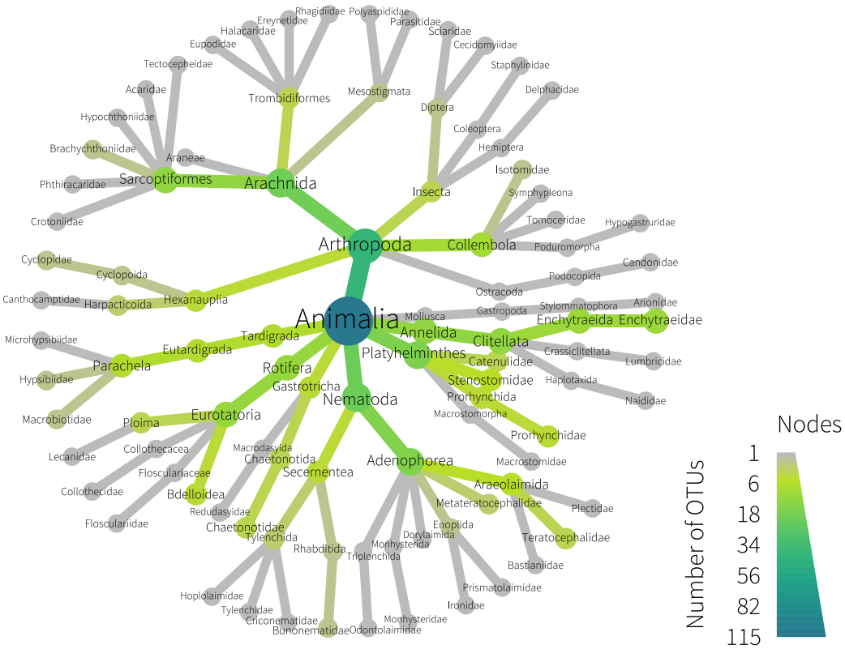 Rhagidiidae
Polyaspididae
Ereynetidae
Parasitidae
Halacaridae
Sciaridae
Eupodidae
Cecidomyiidae
Tectocepheidae
Staphylinidae
Acaridae
Mesostigmata
Delphacidae
Trombidiformes
Diptera
Hypochthoniidae
Coleoptera
Brachychthoniidae
Hemiptera
Araneae
Isotomidae
Phthiracaridae
Sarcoptiformes
Arachnida
Insecta
Symphypleona
Crotoniidae
Tomoceridae
Hypogastruridae
Arthropoda
Collembola
Poduromorpha
Cyclopidae
Candonidae
Cyclopoida
Podocopida
Ostracoda
Canthocamptidae
Harpacticoida
Hexanauplia
Stylommatophora
Arionidae
Animalia
Mollusca
Gastropoda
Enchytraeida
Enchytraeidae
Annelida
Microhypsibiidae
Tardigrada
Clitellata
Eutardigrada
Platyhelminthes
Crassiclitellata
Parachela
Rotifera
Catenulidae
Lumbricidae
Hypsibiidae
Gastrotricha
Stenostomidae
Haplotaxida
Nematoda
Prorhynchida
Naididae
Macrobiotidae
Ploima
Eurotatoria
Macrostomorpha
Prorhynchidae
Collothecacea
Macrodasyida
Lecanidae
Chaetonotida
Adenophorea
Macrostomidae
Flosculariaceae
Secernentea
Araeolaimida
Collothecidae
Bdelloidea
Metateratocephalidae
Plectidae
Redudasyidae
Flosculariidae
Chaetonotidae
Enoplida
Tylenchida
Dorylaimida
Teratocephalidae
Rhabditida
Monhysterida
Triplonchida
Bastianiidae
Prismatolaimidae
Hoplolaimidae
Ironidae
Tylenchidae
Criconematidae
Monhysteridae
Bunonematidae
Odontolaimidae
Nodes
Number of OTUs
1
6
18
34
56
82
115